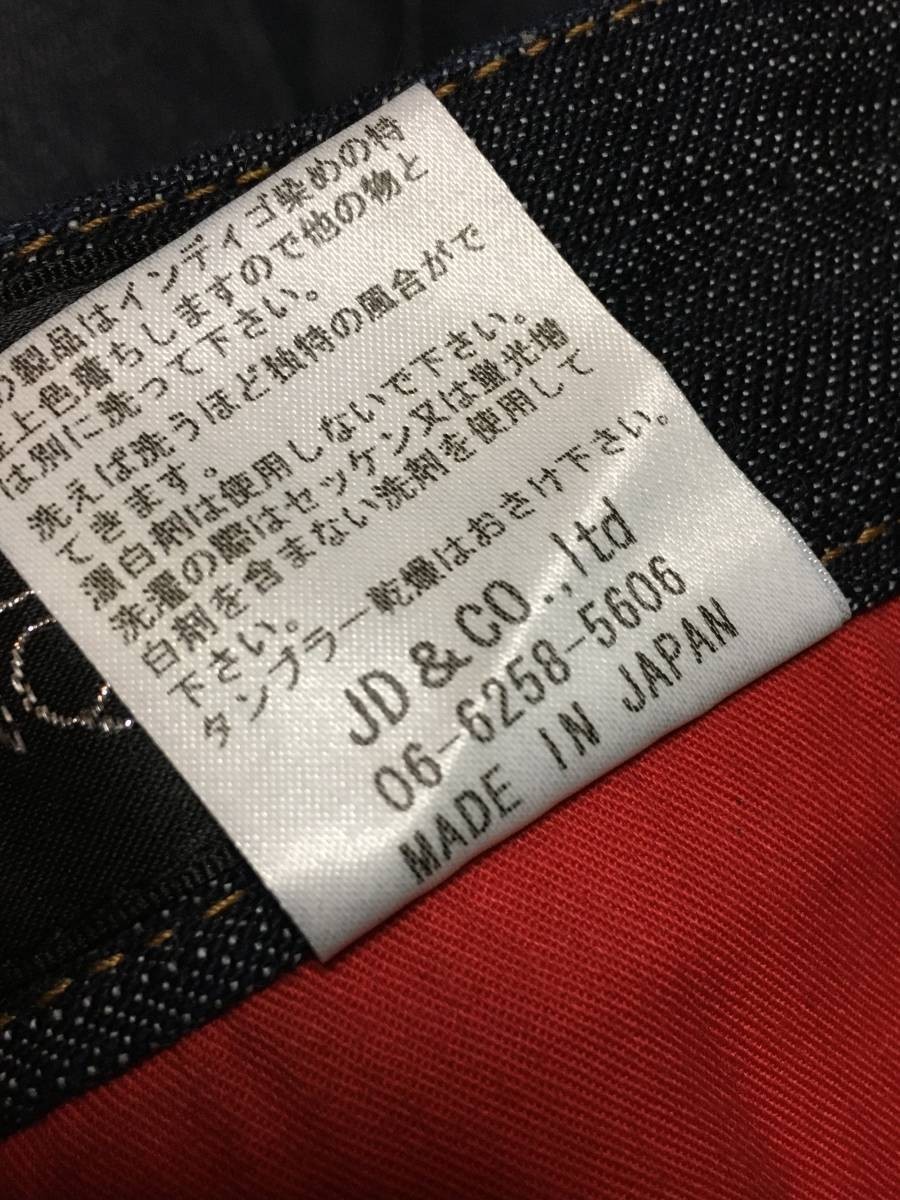 の製品はインディゴ染めの特
性上色落ちしますので他の物と
は別に洗って下さい。
洗えば洗うほど独特の風合がで
てきます。
漂白剤は使用しないで下さい。
洗濯の際はセッケン又は蛍光増
白剤を含まない洗剤を使用して
下さい。
タンブラー乾燥はおさけ下さい。
JD & CO.,ltd
06-6258-5606
MADE IN JAPAN